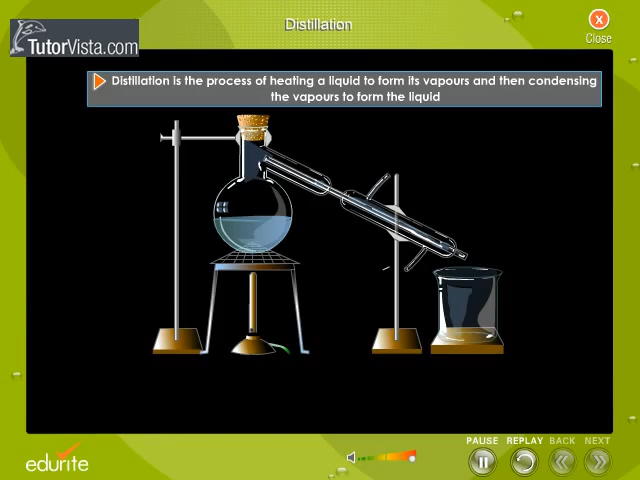 Distillation
TutorVista.com
Close
Distillation is the process of heating a liquid to form its vapours and then condensing
the vapours to form the liquid
PAUSE REPLAY BACK NEXT
edurite